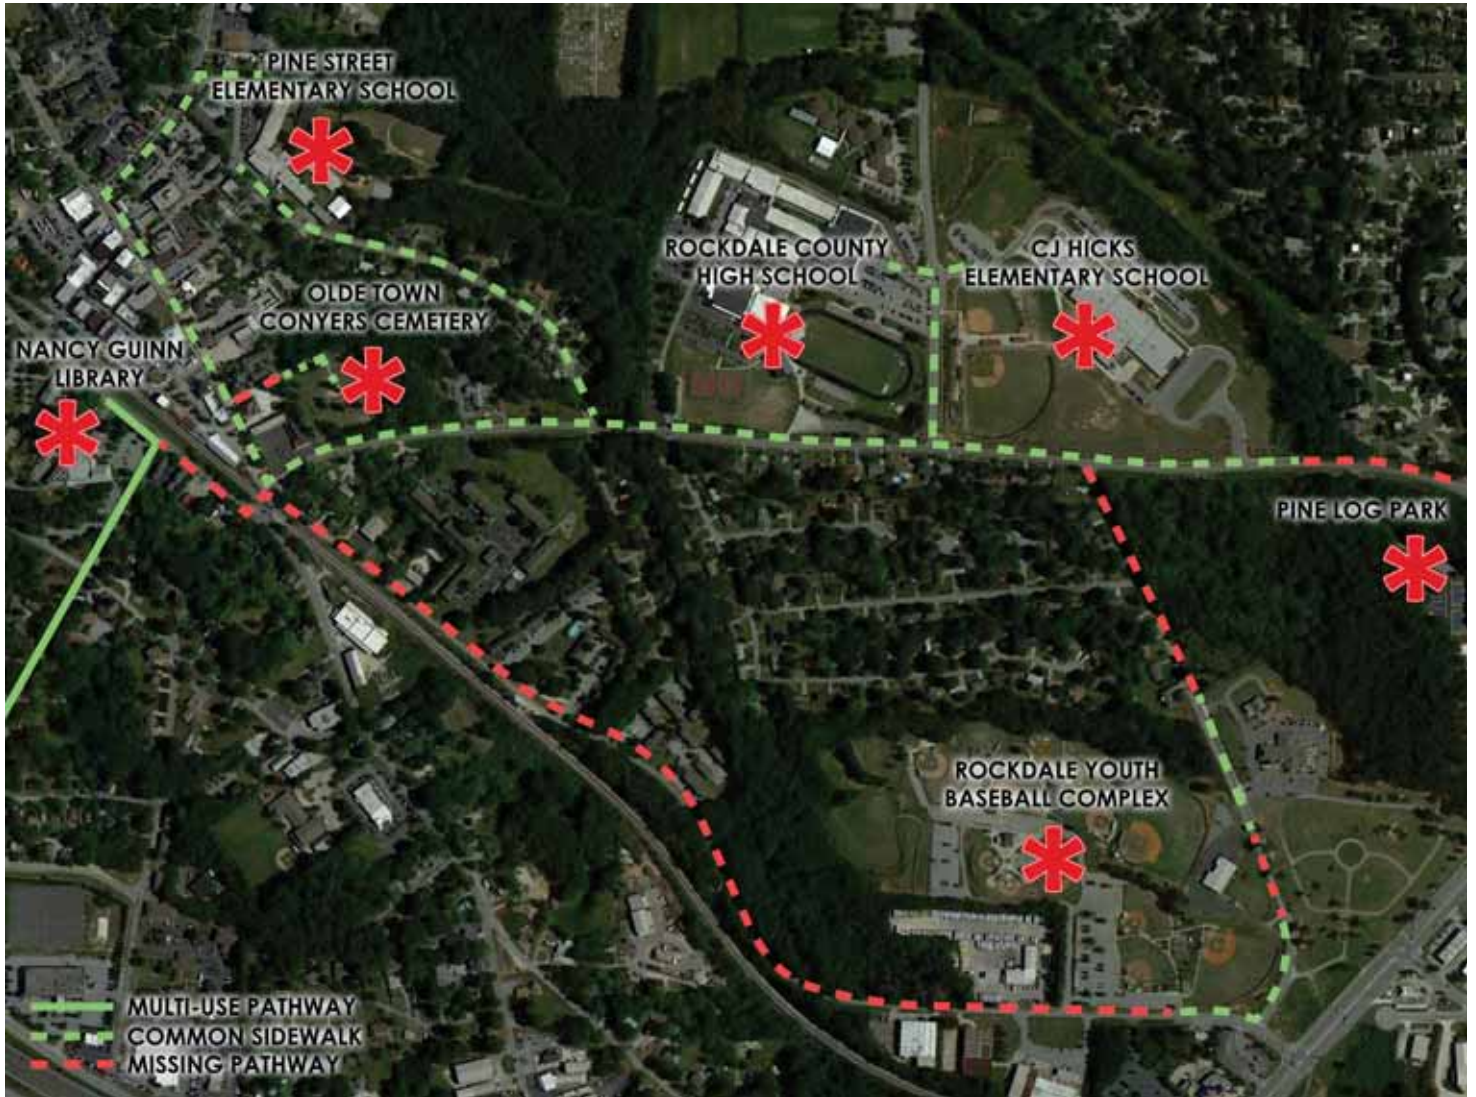 PINE STREET
ELEMENTARY SCHOOL
ROCKDALE COUNTY
HIGH SCHOOL
CJ HICKS
ELEMENTARY SCHOOL
OLDE TOWN
CONYERS CEMETERY
NANCY GUINN
LIBRARY
PINE LOG PARK
ROCKDALE YOUTH
BASEBALL COMPLEX
MULTI-USE PATHWAY
COMMON SIDEWALK
MISSING PATHWAY